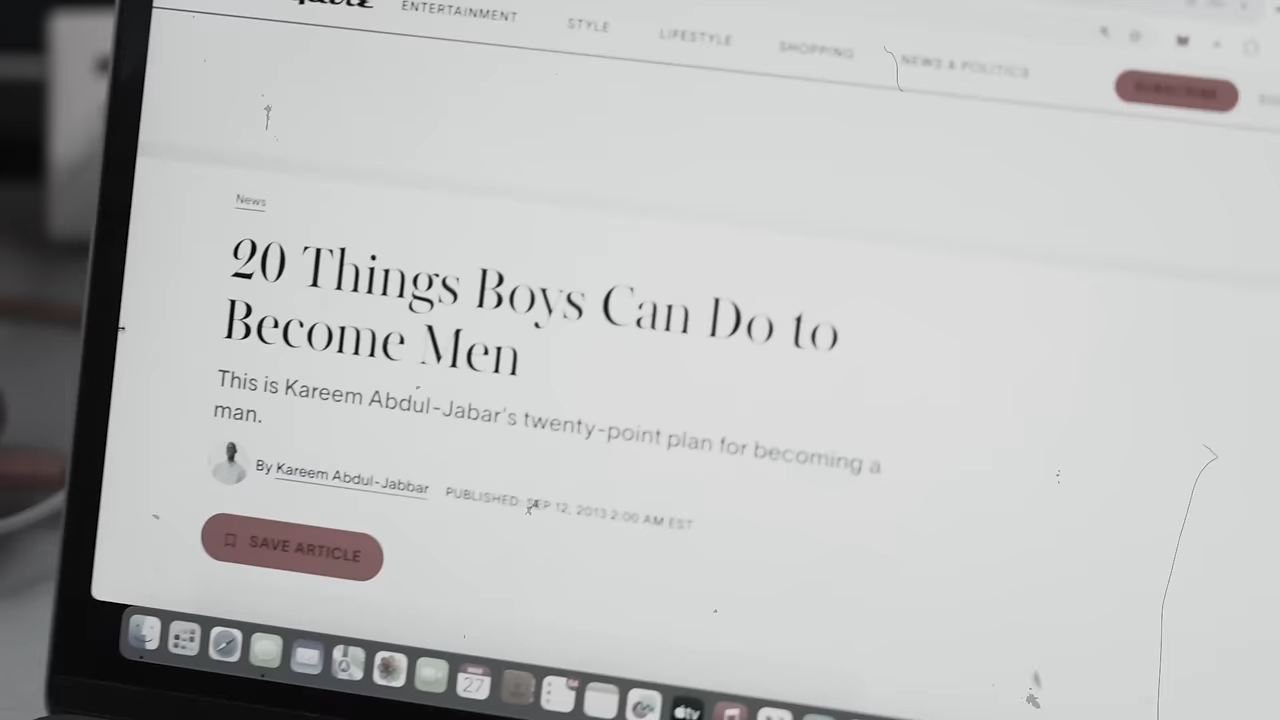 ENTERTAINMENT STYLE LIFESTYLE SHOPPING NEWS & POLITICS
SUBSCRIBE
News
20 Things Boys Can Do to
Become Men
This is Kareem Abdul-Jabar's twenty-point plan for becoming a
man.
By Kareem Abdul-Jabbar PUBLISHED: SEP 12, 2013 2:00 AM EST
SAVE ARTICLE
27
tv